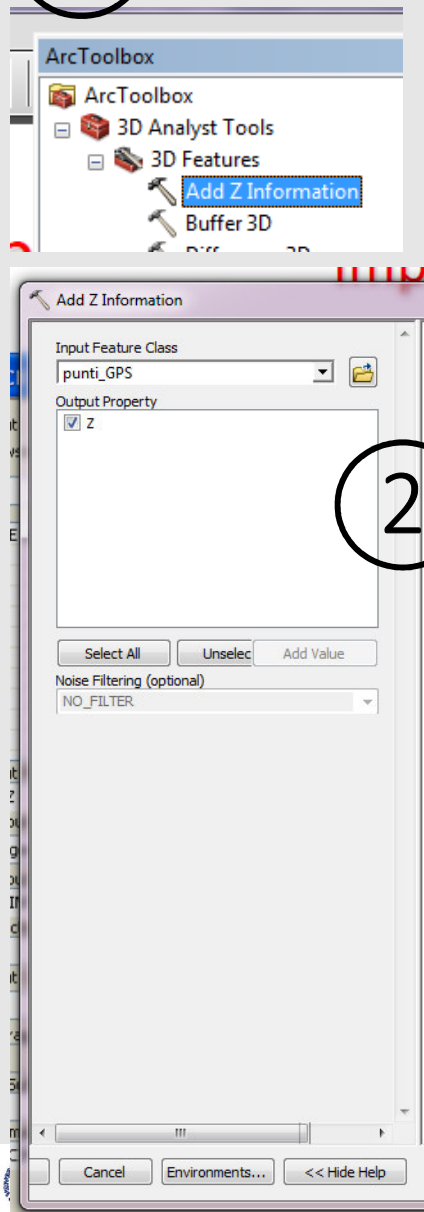 ArcToolbox
ArcToolbox
3D Analyst Tools
3D Features
Add Z Information
Buffer 3D
Add Z Information
Input Feature Class
punti_GPS
Output Property
Z
2
Select All Unselec Add Value
Noise Filtering (optional)
NO_FILTER
Cancel Environments... << Hide Help